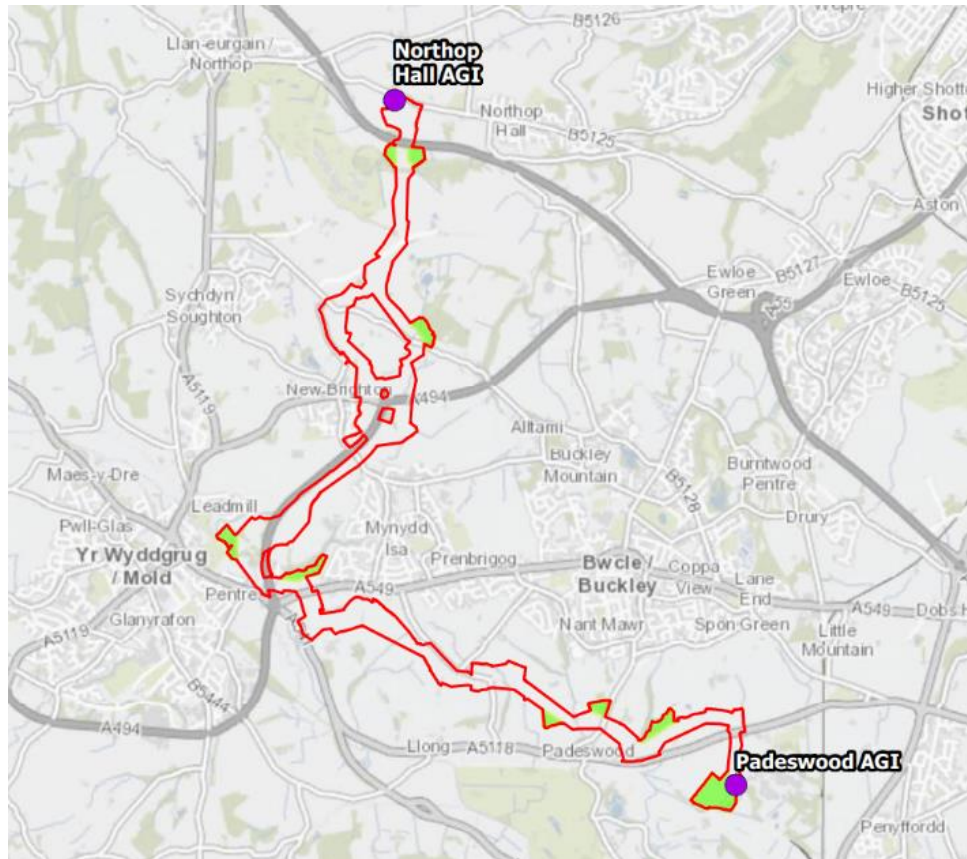 B5126
Wepre
Llan-eurgain /
Northop
Northop
Hall AGI
Higher Shotto
Shot
Northop
Hall
B5125
Aston
Ewloe
Green
B5127
Ewloe
B5125
A55
Sychdyn
Soughton
A5119
New Brighton
A494
Alltami
Buckley
Mountain
B5128
Burntwood
Pentre
Maes-y-Dre
Leadmill
Drury
Pwll-Glas
Mynydd
Isa
Yr Wyddgrug
/ Mold
Prenbrigog
Bwcle /
Buckley
Coppa
View
Lane
End
Pentre
A549
A549
Dobs H
Glanyrafon
Nant Mawr
Spon Green
Little
Mountain
A5119
A541
B5444
A494
Llong
A5118
Padeswood
Padeswood AGI
Penyffordd